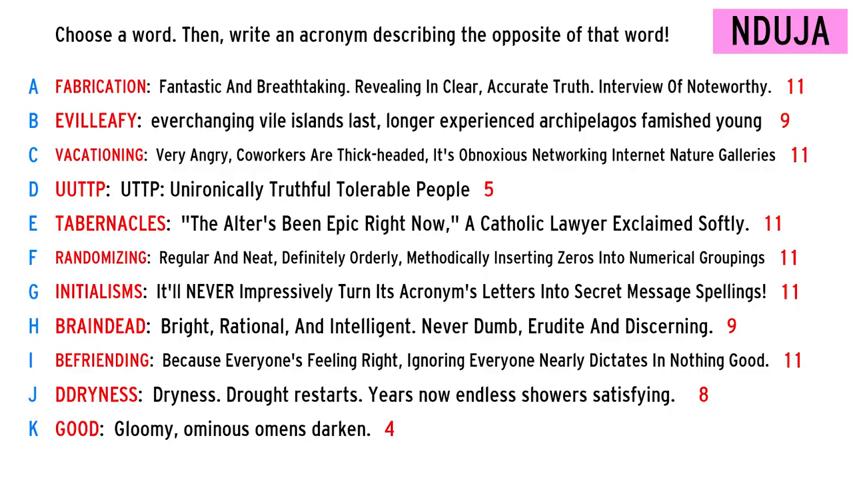 Choose a word. Then, write an acronym describing the opposite of that word!
NDUJA
A FABRICATION: Fantastic And Breathtaking. Revealing In Clear, Accurate Truth. Interview Of Noteworthy. 11
B EVILLEAFY: everchanging vile islands last, longer experienced archipelagos famished young 9
C VACATIONING: Very Angry, Coworkers Are Thick-headed, It's Obnoxious Networking Internet Nature Galleries 11
D UUTTP: UTTP: Unironically Truthful Tolerable People 5
E TABERNACLES: "The Alter's Been Epic Right Now," A Catholic Lawyer Exclaimed Softly. 11
F RANDOMIZING: Regular And Neat, Definitely Orderly, Methodically Inserting Zeros Into Numerical Groupings 11
G INITIALISMS: It'll NEVER Impressively Turn Its Acronym's Letters Into Secret Message Spellings! 11
H BRAINDEAD: Bright, Rational, And Intelligent. Never Dumb, Erudite And Discerning. 9
I BEFRIENDING: Because Everyone's Feeling Right, Ignoring Everyone Nearly Dictates In Nothing Good. 11
J DDRYNESS: Dryness. Drought restarts. Years now endless showers satisfying. 8
K GOOD: Gloomy, ominous omens darken. 4